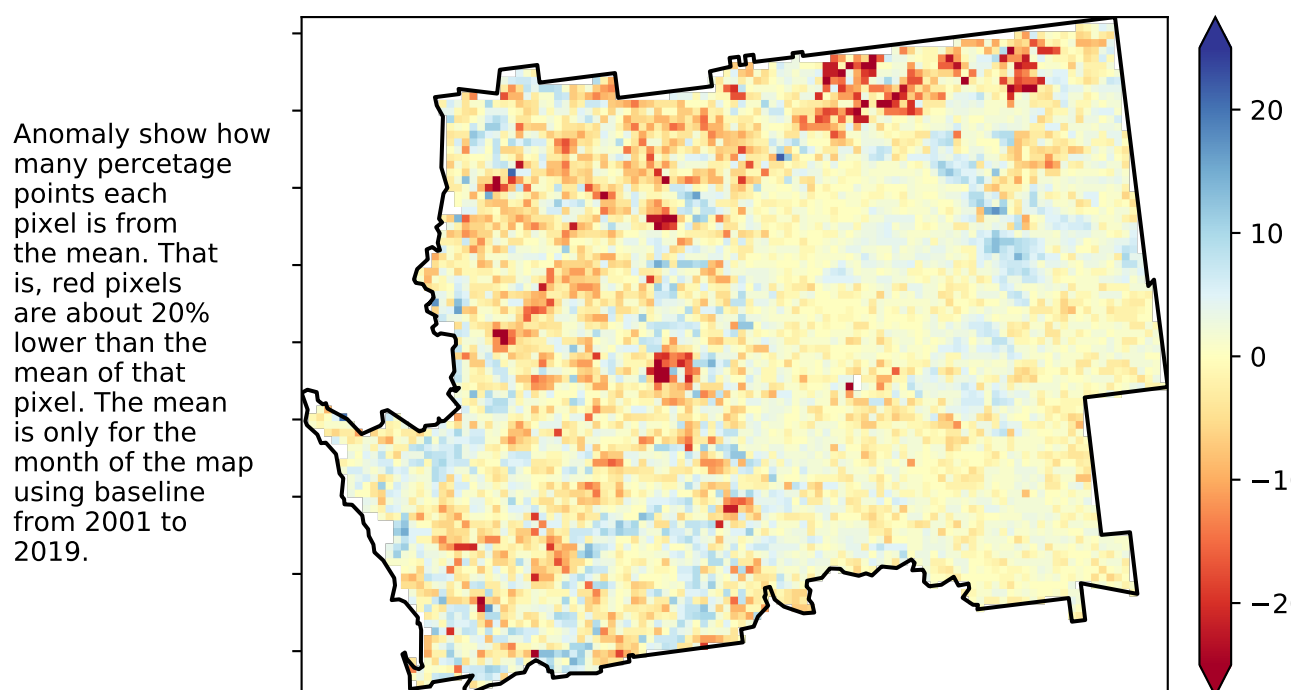 Anomaly show how
many percetage
points each
pixel is from
the mean. That
is, red pixels
are about 20%
lower than the
mean of that
pixel. The mean
is only for the
month of the map
using baseline
from 2001 to
2019.
20
10
0
−1
−2